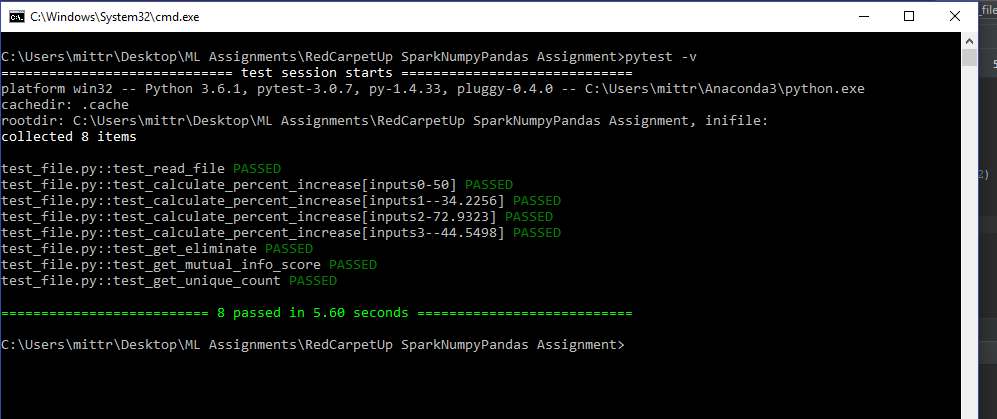 C:\Windows\System32\cmd.exe
C:\Users\mittr\Desktop\ML Assignments\RedCarpetUp SparkNumpyPandas Assignment>pytest -v
============================= test session starts =============================
platform win32 -- Python 3.6.1, pytest-3.0.7, py-1.4.33, pluggy-0.4.0 -- C:\Users\mittr\Anaconda3\python.exe
cachedir: .cache
rootdir: C:\Users\mittr\Desktop\ML Assignments\RedCarpetUp SparkNumpyPandas Assignment, inifile:
collected 8 items
test_file.py::test_read_file PASSED
test_file.py::test_calculate_percent_increase[inputs0-50] PASSED
test_file.py::test_calculate_percent_increase[inputs1--34.2256] PASSED
test_file.py::test_calculate_percent_increase[inputs2-72.9323] PASSED
test_file.py::test_calculate_percent_increase[inputs3--44.5498] PASSED
test_file.py::test_get_eliminate PASSED
test_file.py::test_get_mutual_info_score PASSED
test_file.py::test_get_unique_count PASSED
========================== 8 passed in 5.60 seconds ===========================
C:\Users\mittr\Desktop\ML Assignments\RedCarpetUp SparkNumpyPandas Assignment>
_file
2)